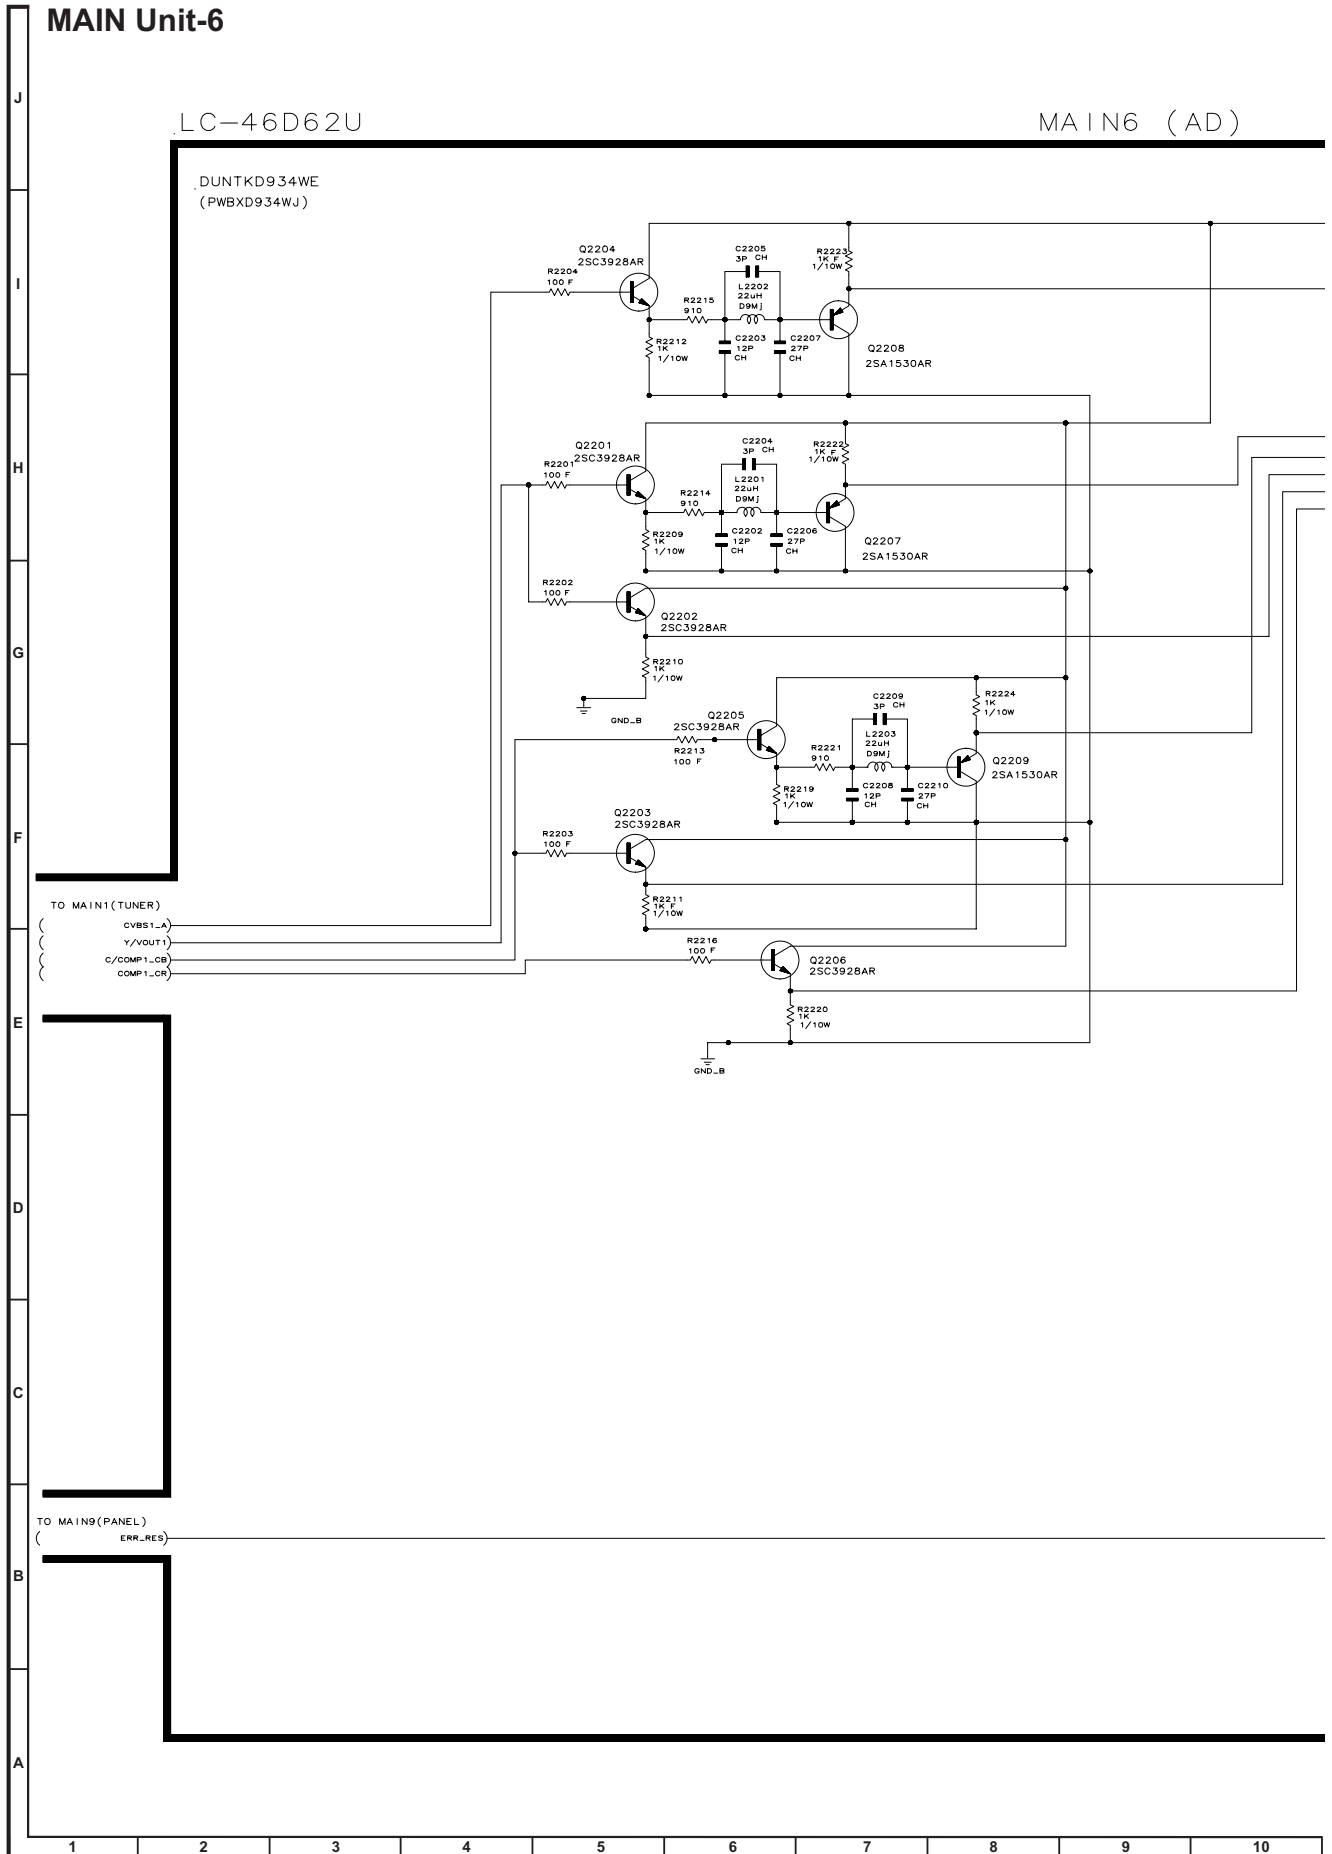 MAIN Unit-6
J
LC-46D62U
MAIN6 (AD)
DUNTKD934WE
(PWBXD934WJ)
I
Q2204
2SC3928AR
R2204
100 F
C2205
3P CH
L2202
22uH
D9Mj
R2223
1K F
1/10W
R2215
910
R2212
1K
1/10W
C2203
12P
CH
C2207
27P
CH
Q2208
2SA1530AR
H
Q2201
2SC3928AR
R2201
100 F
C2204
3P CH
L2201
22uH
D9Mj
R2222
1K F
1/10W
R2214
910
R2209
1K
1/10W
C2202
12P
CH
C2206
27P
CH
Q2207
2SA1530AR
R2202
100 F
Q2202
2SC3928AR
G
R2210
1K
1/10W
GND_B
Q2205
2SC3928AR
R2213
100 F
C2209
3P CH
L2203
22uH
D9Mj
R2224
1K
1/10W
R2221
910
Q2209
2SA1530AR
R2219
1K
1/10W
C2208
12P
CH
C2210
27P
CH
F
Q2203
2SC3928AR
R2203
100 F
R2211
1K F
1/10W
TO MAIN1(TUNER)
( CVBS1_A)
( Y/VOUT1)
( C/COMP1_CB)
( COMP1_CR)
R2216
100 F
Q2206
2SC3928AR
E
R2220
1K
1/10W
GND_B
D
C
TO MAIN9(PANEL)
( ERR_RES)
B
A
1 2 3 4 5 6 7 8 9 10